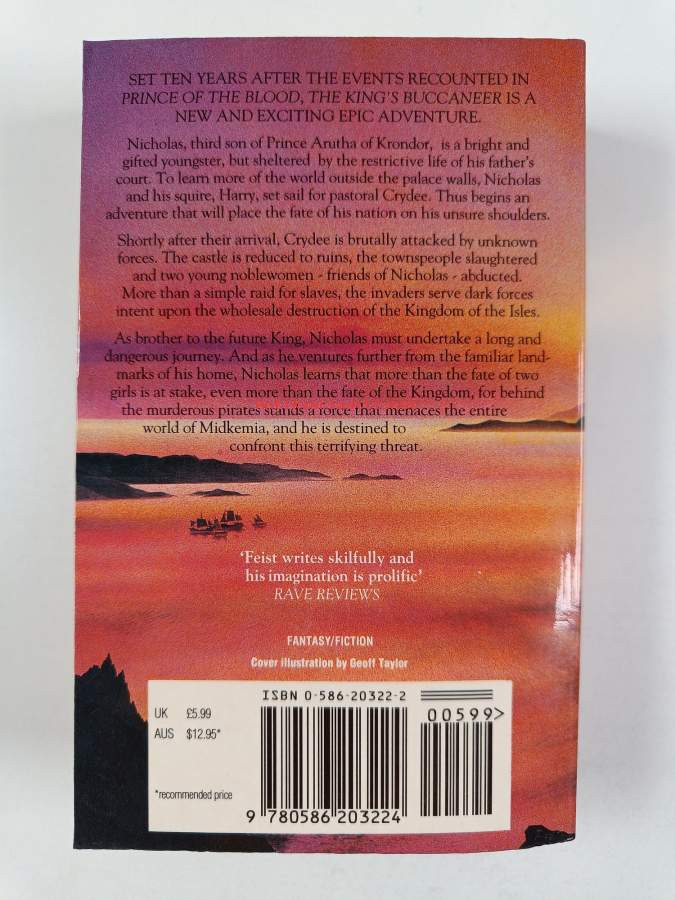 SET TEN YEARS AFTER THE EVENTS RECOUNTED IN
PRINCE OF THE BLOOD, THE KING'S BUCCANEER IS A
NEW AND EXCITING EPIC ADVENTURE.
Nicholas, third son of Prince Arutha of Krondor, is a bright and
gifted youngster, but sheltered by the restrictive life of his father's
court. To learn more of the world outside the palace walls, Nicholas
and his squire, Harry, set sail for pastoral Crydee. Thus begins an
adventure that will place the fate of his nation on his unsure shoulders.
Shortly after their arrival, Crydee is brutally attacked by unknown
forces. The castle is reduced to ruins, the townspeople slaughtered
and two young noblewomen - friends of Nicholas - abducted.
More than a simple raid for slaves, the invaders serve dark forces
intent upon the wholesale destruction of the Kingdom of the Isles.
As brother to the future King, Nicholas must undertake a long and
dangerous journey. And as he ventures further from the familiar land-
marks of his home, Nicholas learns that more than the fate of two
girls is at stake, even more than the fate of the Kingdom, for behind
the murderous pirates stands a force that menaces the entire
world of Midkemia, and he is destined to
confront this terrifying threat.
'Feist writes skilfully and
his imagination is prolific'
RAVE REVIEWS
FANTASY/FICTION
Cover illustration by Geoff Taylor
ISBN 0-586-20322-2
UK £5.99
AUS $12.95*
*recommended price
00599>
9 780586 203224